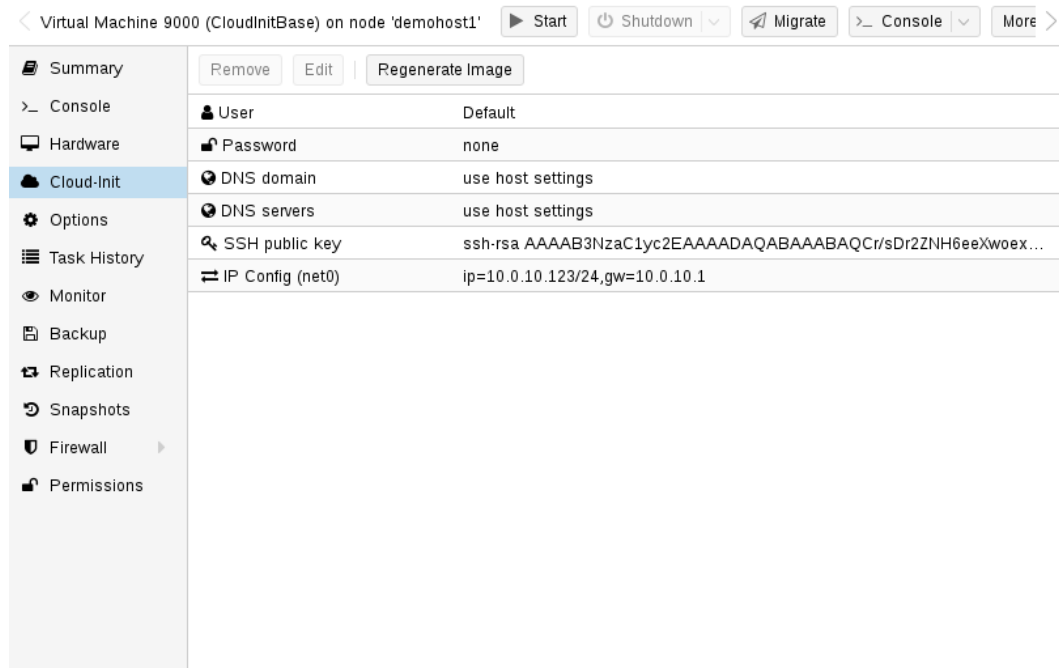 Virtual Machine 9000 (CloudInitBase) on node 'demohost1' Start Shutdown Migrate >_ Console More
Summary
Console
Hardware
Cloud-Init
Options
Task History
Monitor
Backup
Replication
Snapshots
Firewall
Permissions
Remove Edit Regenerate Image
User Default
Password none
DNS domain use host settings
DNS servers use host settings
SSH public key ssh-rsa AAAAB3NzaC1yc2EAAAADAQABAAABAQCr/sDr2ZNH6eeXwoex...
IP Config (net0) ip=10.0.10.123/24,gw=10.0.10.1